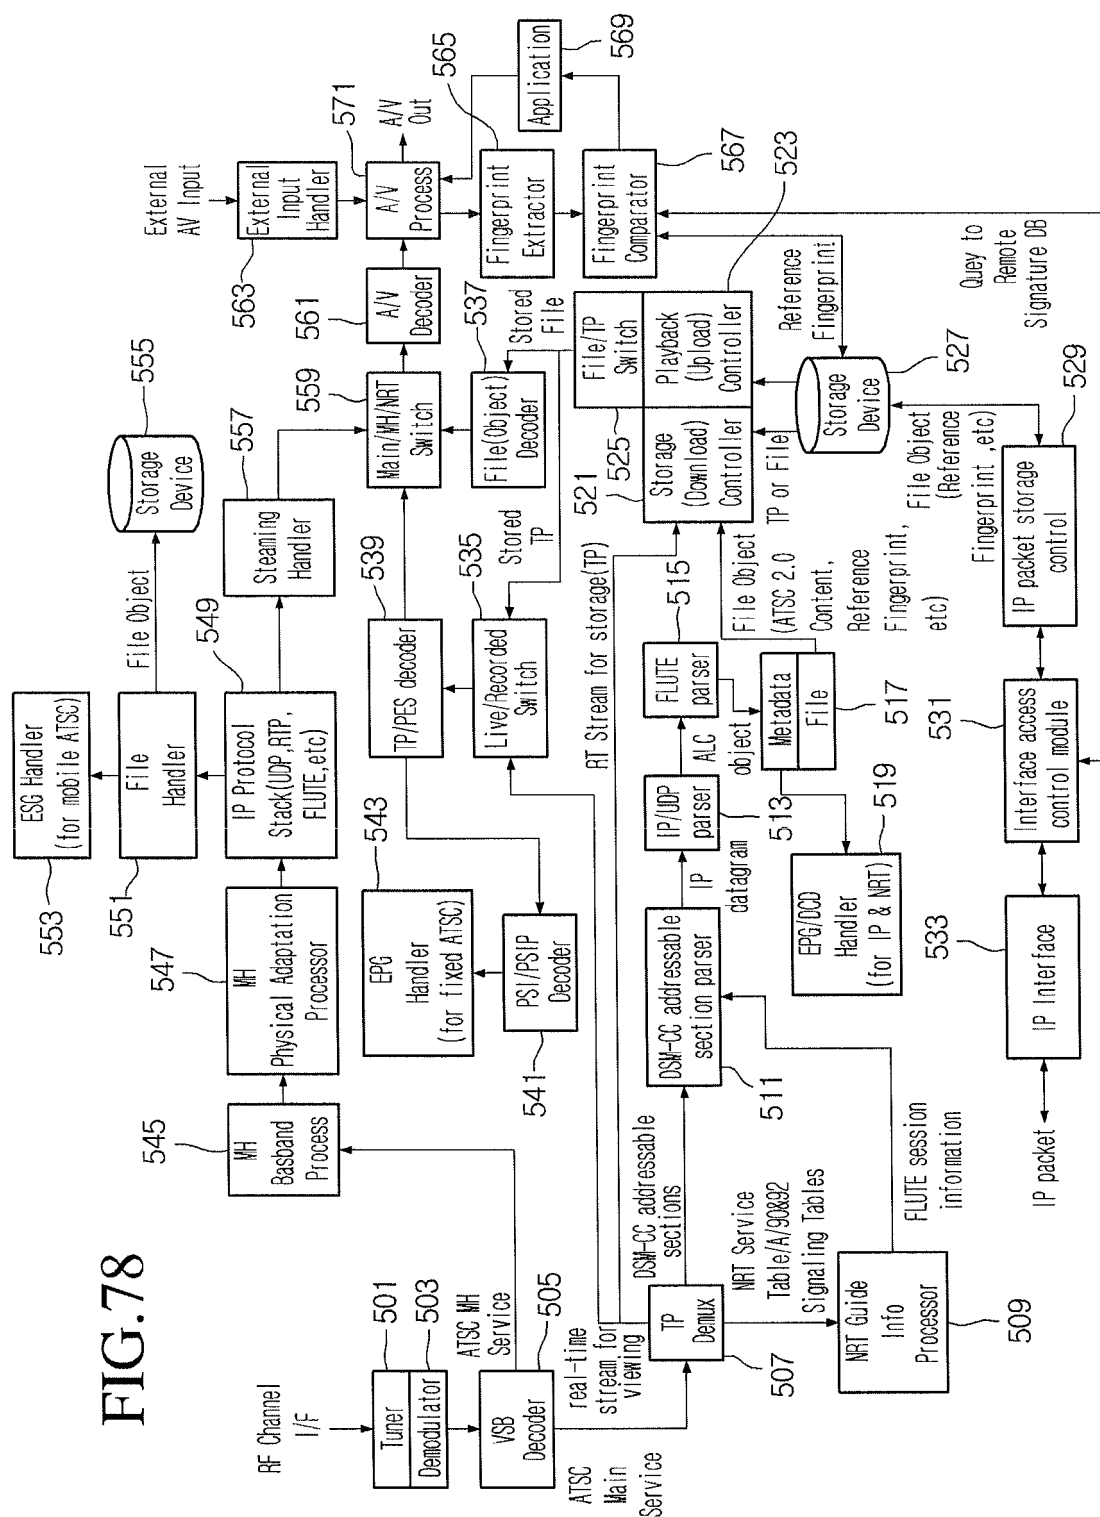 FIG.78
RF Channel
I/F
501
Tuner
503
Demodulator
ATSC MH
Service
505
VSB
Decoder
ATSC
Main
Service
real-time
stream for
viewing
TP
Demux
507
DSM-CC addressable
sections
NRT Service
Table/A/90&92
Signaling Tables
NRT Guide
Info
Processor
509
FLUTE session
information
545
MH
Basband
Process
547
MH
Physical Adaptation
Processor
549
IP Protocol
Stack(UDP,RTP,
FLUTE,etc)
551
File
Handler
553
ESG Handler
(for mobile ATSC)
File Object
555
Storage
Device
557
Steaming
Handler
543
EPG
Handler
(for fixed ATSC)
541
PSI/PSIP
Decoder
539
TP/PES decoder
535
Live/Recorded
Switch
Stored
TP
559
Main/MH/NRT
Switch
537
File(Object)
Decoder
Stored
File
561
A/V
Decoder
External
AV Input
563
External
Input
Handler
571
A/V
Process
A/V
Out
565
Fingerprint
Extractor
569
Application
567
Fingerprint
Comparator
DSM-CC addressable
section parser
511
IP
datagram
IP/UDP
parser
513
ALC
object
515
FLUTE
parser
Metadata
File
517
EPG/DCD
Handler
(for IP & NRT)
519
RT Stream for storage(TP)
File Object
(ATSC 2.0
Content,
Reference
Fingerprint,
etc)
521
Storage
(Download)
Controller
525
File/TP
Switch
Playback
(Upload)
Controller
523
TP or File
Storage
Device
527
Reference
Fingerprint
Quey to
Remote
Signature DB
File Object
(Reference
Fingerprint ,etc)
529
IP packet storage
control
531
Interface access
control module
533
IP Interface
IP packet